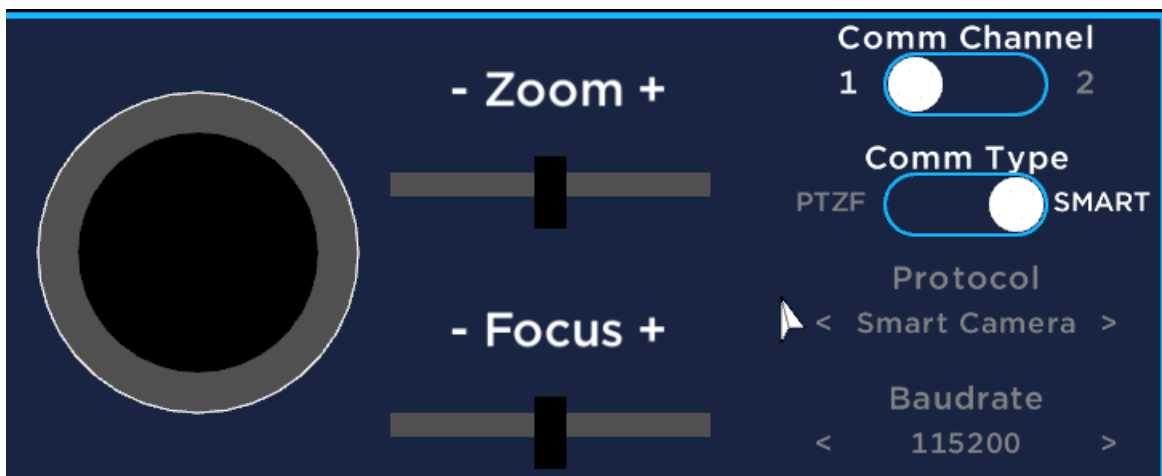 - Zoom +
- Focus +
Comm Channel
1 2
Comm Type
PTZF SMART
Protocol
< Smart Camera >
Baudrate
< 115200 >